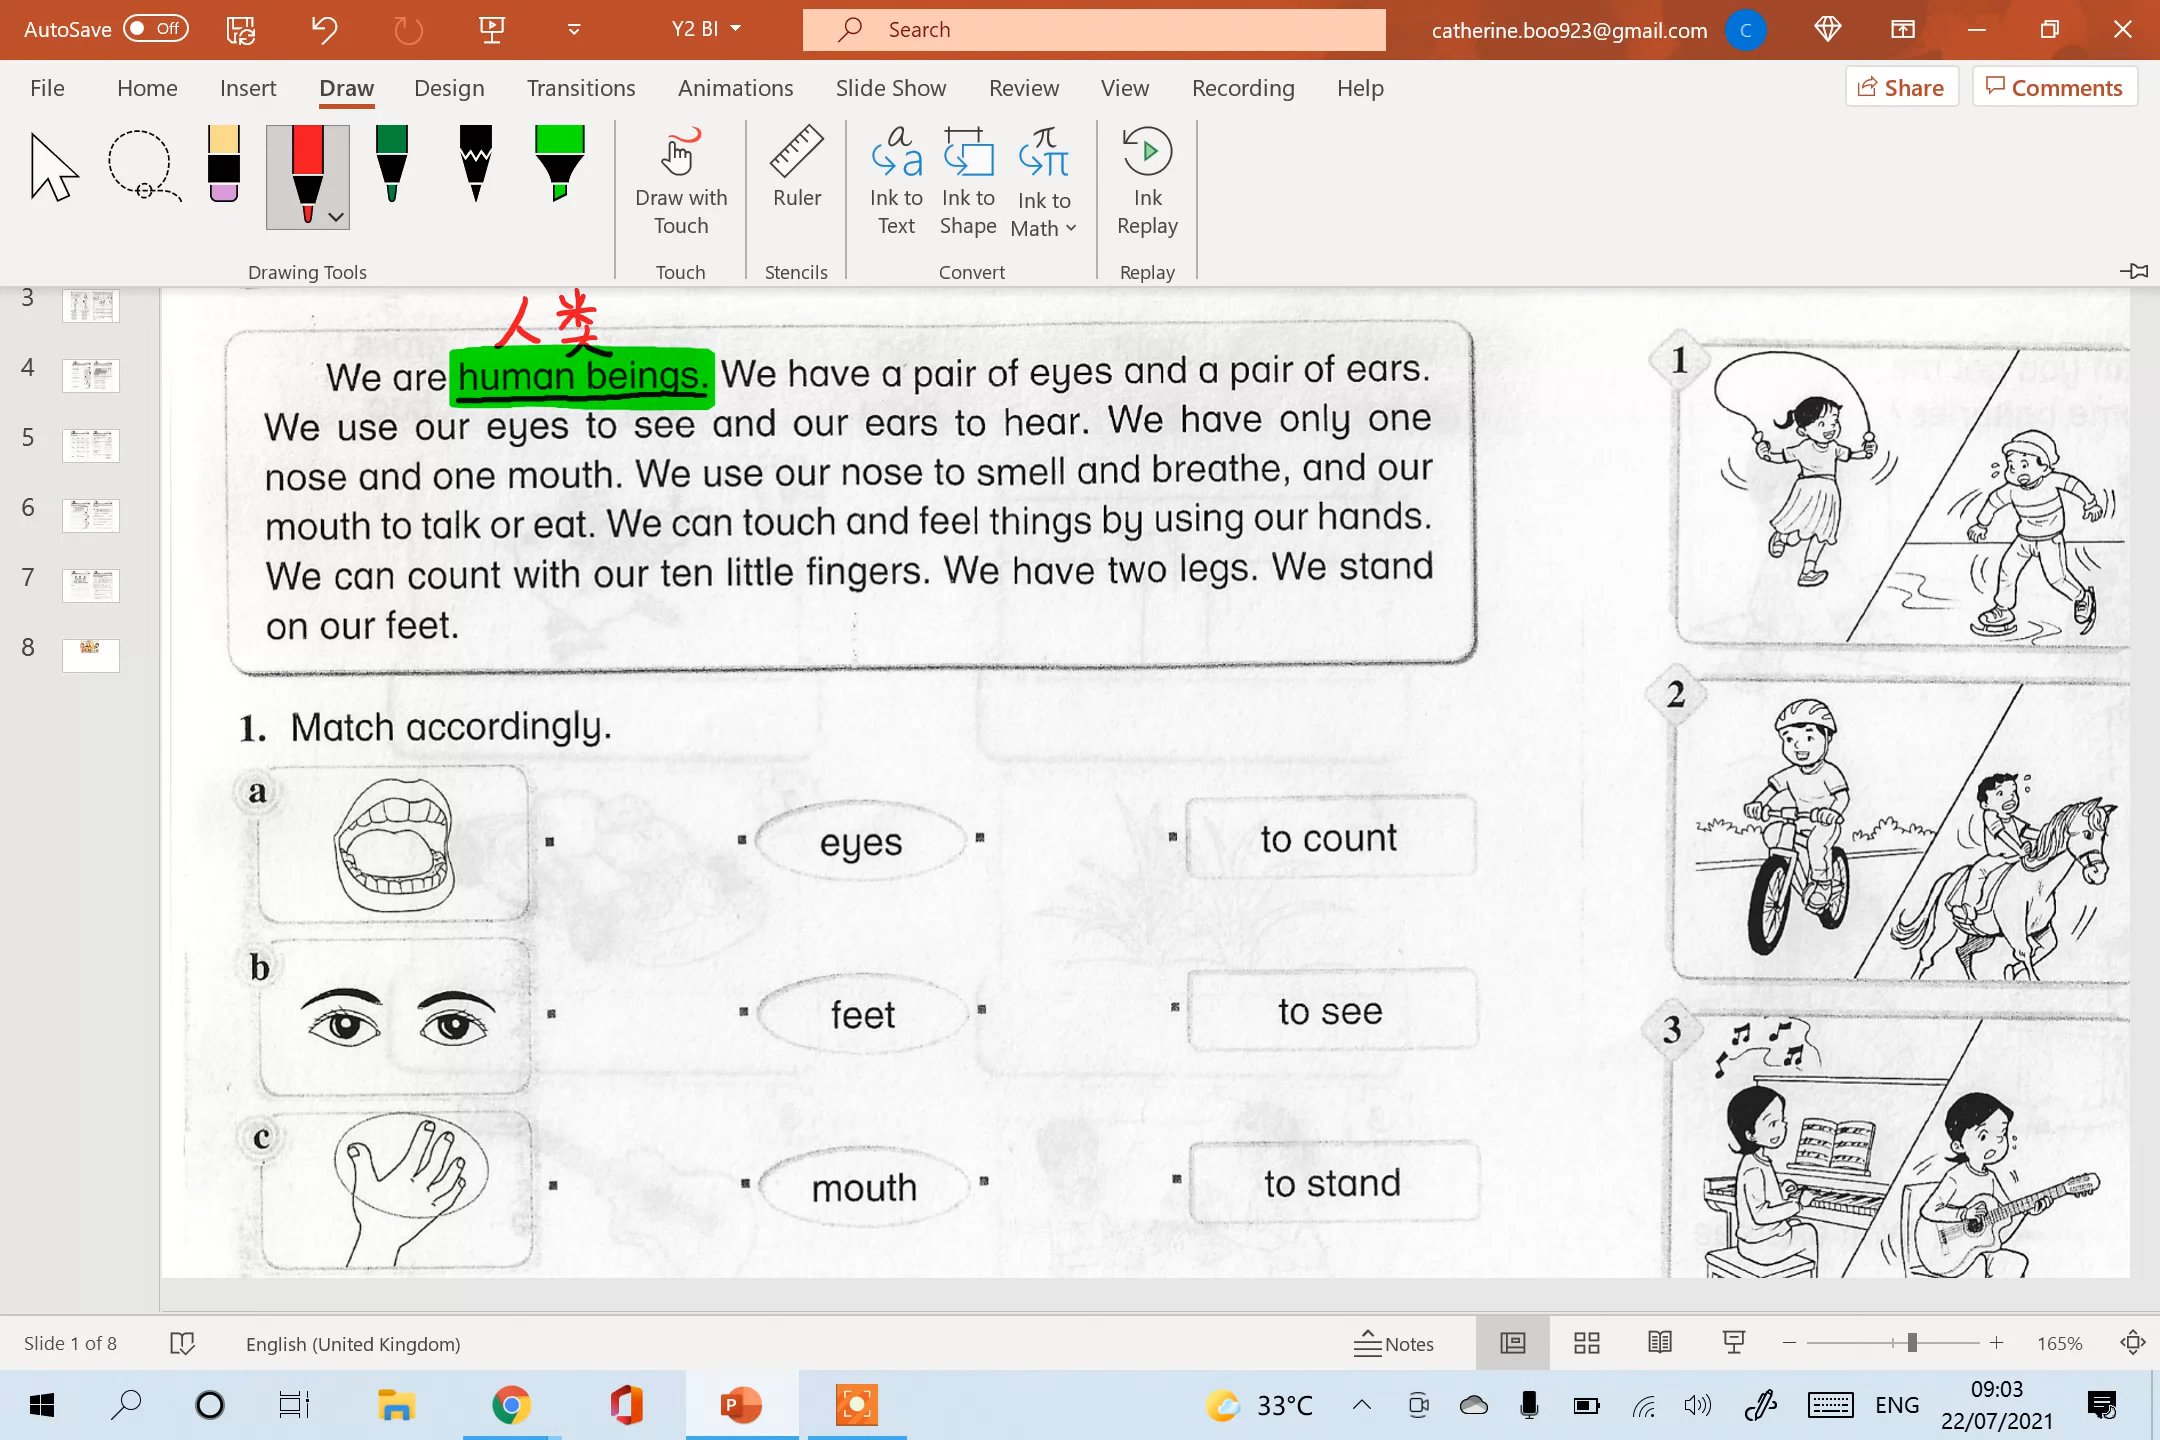 AutoSave Off
Y2 BI
Search
catherine.boo923@gmail.com
C
File Home Insert Draw Design Transitions Animations Slide Show Review View Recording Help
Share Comments
Draw with Touch
Ruler
Ink to Text
Ink to Shape
Ink to Math
Ink Replay
Drawing Tools Touch Stencils Convert Replay
3
4
5
6
7
8
人类
We are human beings. We have a pair of eyes and a pair of ears.
We use our eyes to see and our ears to hear. We have only one
nose and one mouth. We use our nose to smell and breathe, and our
mouth to talk or eat. We can touch and feel things by using our hands.
We can count with our ten little fingers. We have two legs. We stand
on our feet.
1. Match accordingly.
a
eyes to count
b
feet to see
c
mouth to stand
1
2
3
Slide 1 of 8 English (United Kingdom) Notes 165%
33°C ENG 09:03
22/07/2021